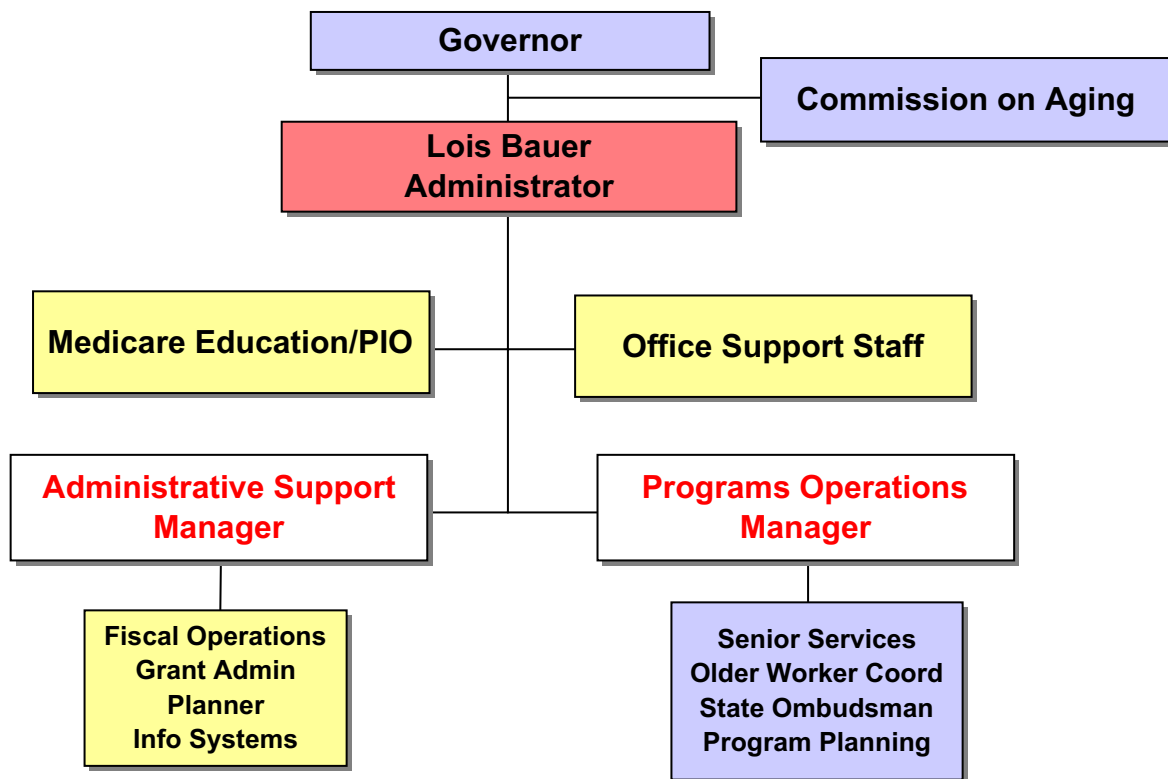 Governor
Commission on Aging
Lois Bauer
Administrator
Medicare Education/PIO
Office Support Staff
Administrative Support
Manager
Programs Operations
Manager
Fiscal Operations
Grant Admin
Planner
Info Systems
Senior Services
Older Worker Coord
State Ombudsman
Program Planning